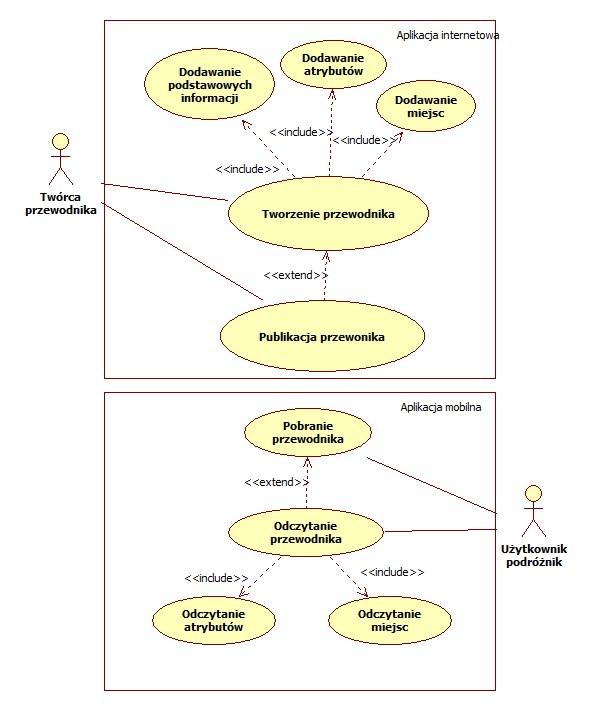 Aplikacja internetowa
Dodawanie
podstawowych
informacji
Dodawanie
atrybutów
Dodawanie
miejsc
<<include>>
<<include>>
<<include>>
Twórca
przewodnika
Tworzenie przewodnika
<<extend>>
Publikacja przewonika
Aplikacja mobilna
Pobranie
przewodnika
<<extend>>
Odczytanie
przewodnika
Użytkownik
podróżnik
<<include>>
<<include>>
Odczytanie
atrybutów
Odczytanie
miejsc